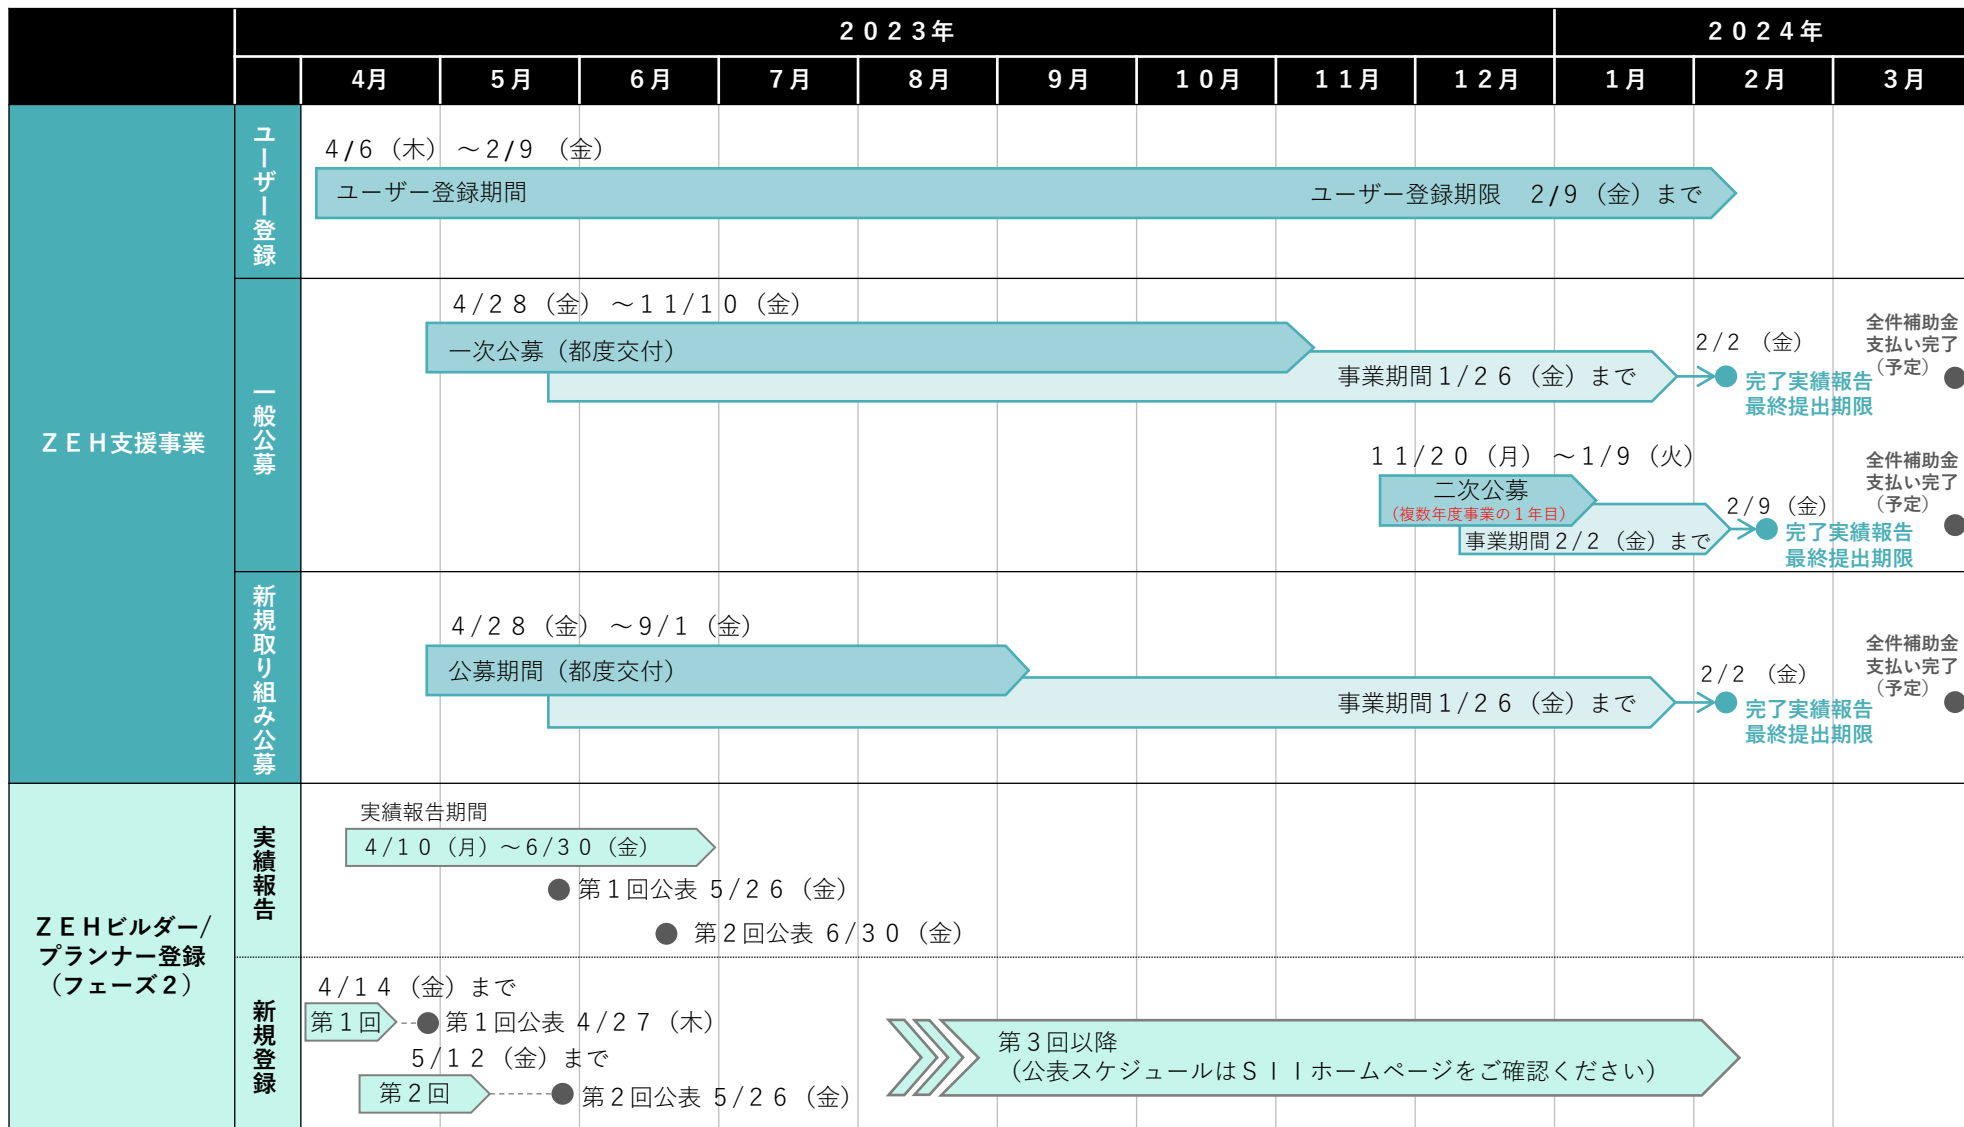 ２０２３年
２０２４年
４月
５月
６月
７月
８月
９月
１０月
１１月
１２月
１月
２月
３月
ＺＥＨ支援事業
ユーザー登録
４/６（木）～２/９（金）
ユーザー登録期間
ユーザー登録期限　２/９（金）まで
一般公募
４/２８（金）～１１/１０（金）
一次公募（都度交付）
事業期間１/２６（金）まで
２/２（金）
完了実績報告
最終提出期限
全件補助金
支払い完了
（予定）
１１/２０（月）～１/９（火）
二次公募
（複数年度事業の１年目）
事業期間２/２（金）まで
２/９（金）
完了実績報告
最終提出期限
全件補助金
支払い完了
（予定）
新規取り組み公募
４/２８（金）～９/１（金）
公募期間（都度交付）
事業期間１/２６（金）まで
２/２（金）
完了実績報告
最終提出期限
全件補助金
支払い完了
（予定）
ＺＥＨビルダー/
プランナー登録
（フェーズ２）
実績報告
実績報告期間
４/１０（月）～６/３０（金）
第１回公表 ５/２６（金）
第２回公表 ６/３０（金）
新規登録
４/１４（金）まで
第１回
第１回公表 ４/２７（木）
５/１２（金）まで
第２回
第２回公表 ５/２６（金）
第３回以降
（公表スケジュールはＳＩＩホームページをご確認ください）